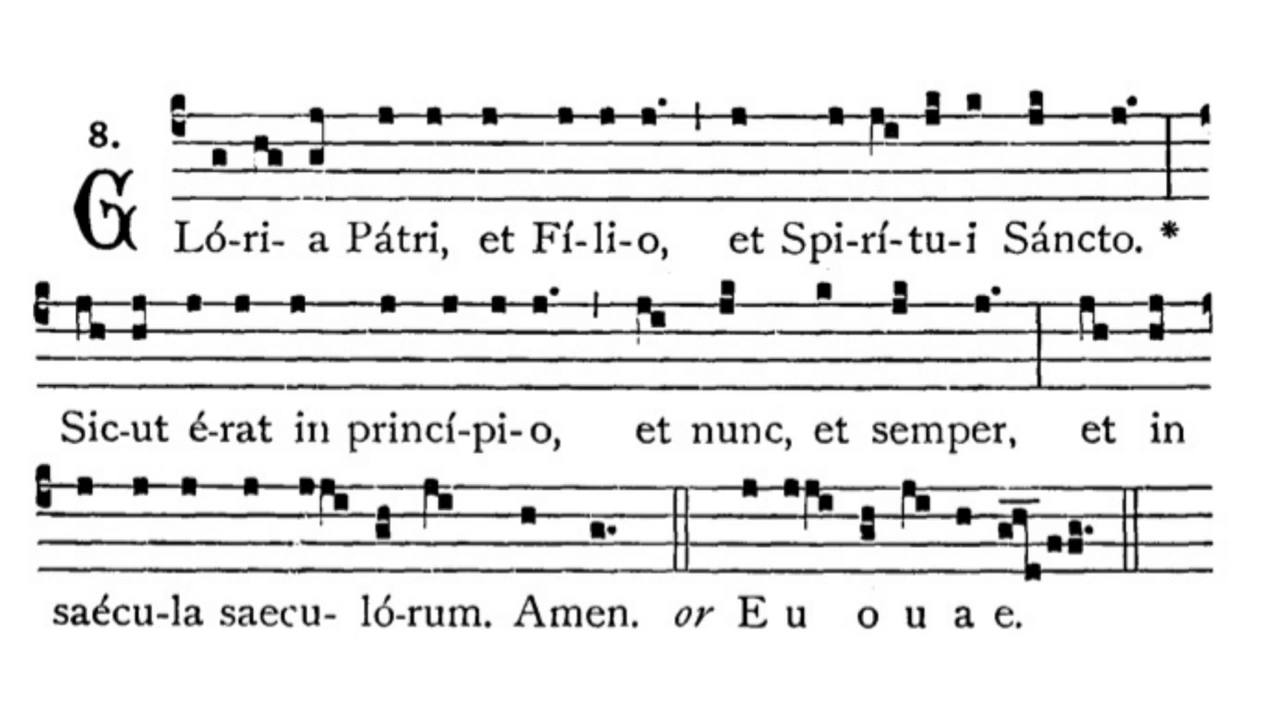 8.
GLó-ri- a Pátri, et Fí-li-o, et Spi-rí-tu-i Sáncto. *
Sic-ut é-rat in princí-pi-o, et nunc, et semper, et in
saécu-la saecu- ló-rum. Amen. or E u o u a e.